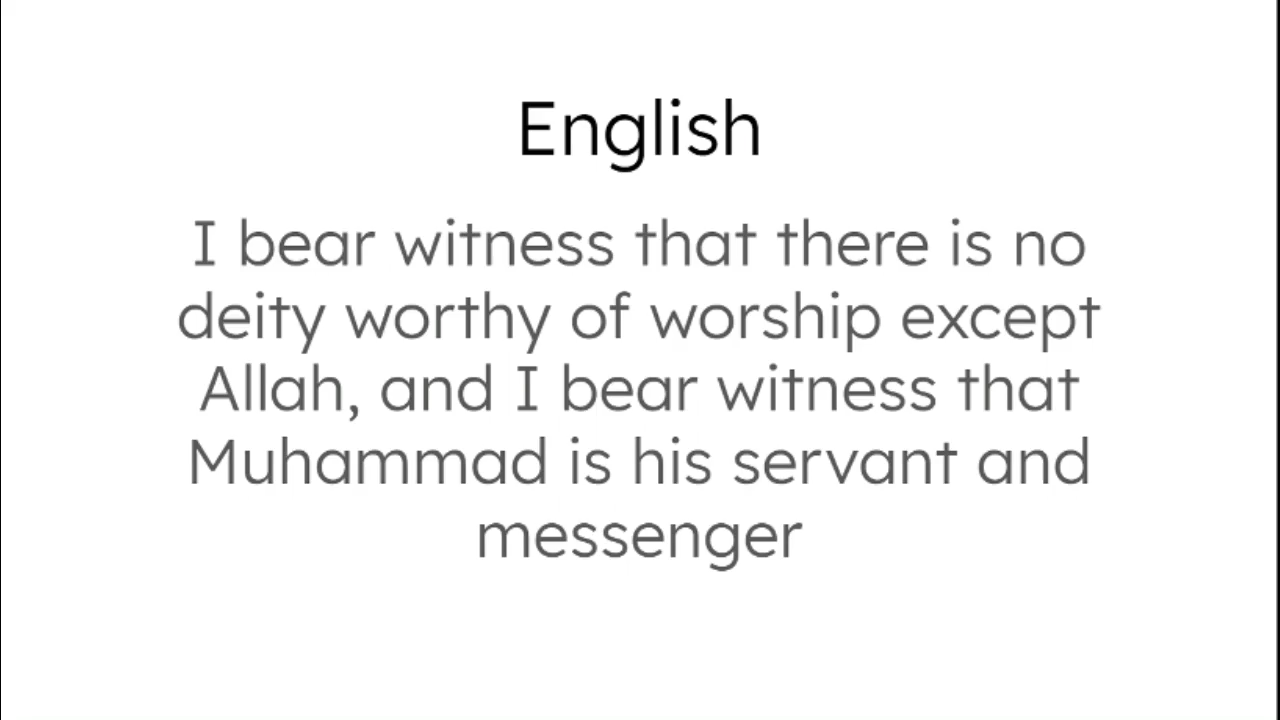 English
I bear witness that there is no
deity worthy of worship except
Allah, and I bear witness that
Muhammad is his servant and
messenger